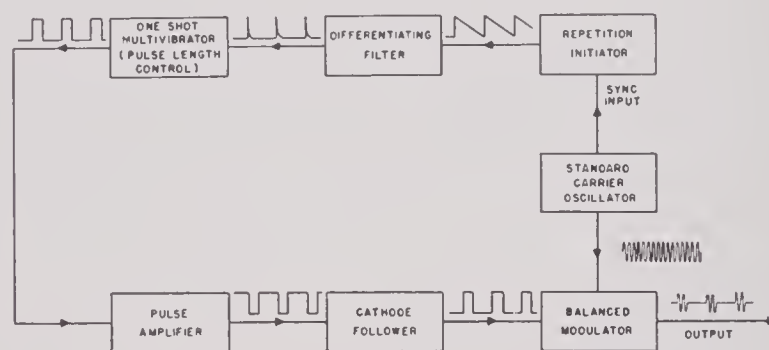 ONE SHOT
MULTIVIBRATOR
(PULSE LENGTH
CONTROL)
DIFFERENTIATING
FILTER
REPETITION
INITIATOR
SYNC
INPUT
STANDARD
CARRIER
OSCILLATOR
PULSE
AMPLIFIER
CATHODE
FOLLOWER
BALANCED
MODULATOR
OUTPUT